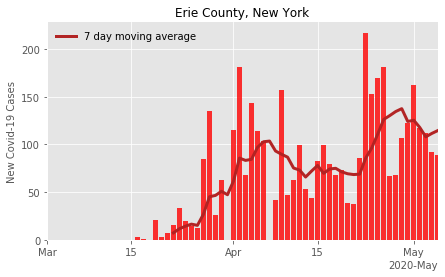 Erie County, New York
7 day moving average
New Covid-19 Cases
200
150
100
50
0
Mar
15
Apr
15
May
2020-May